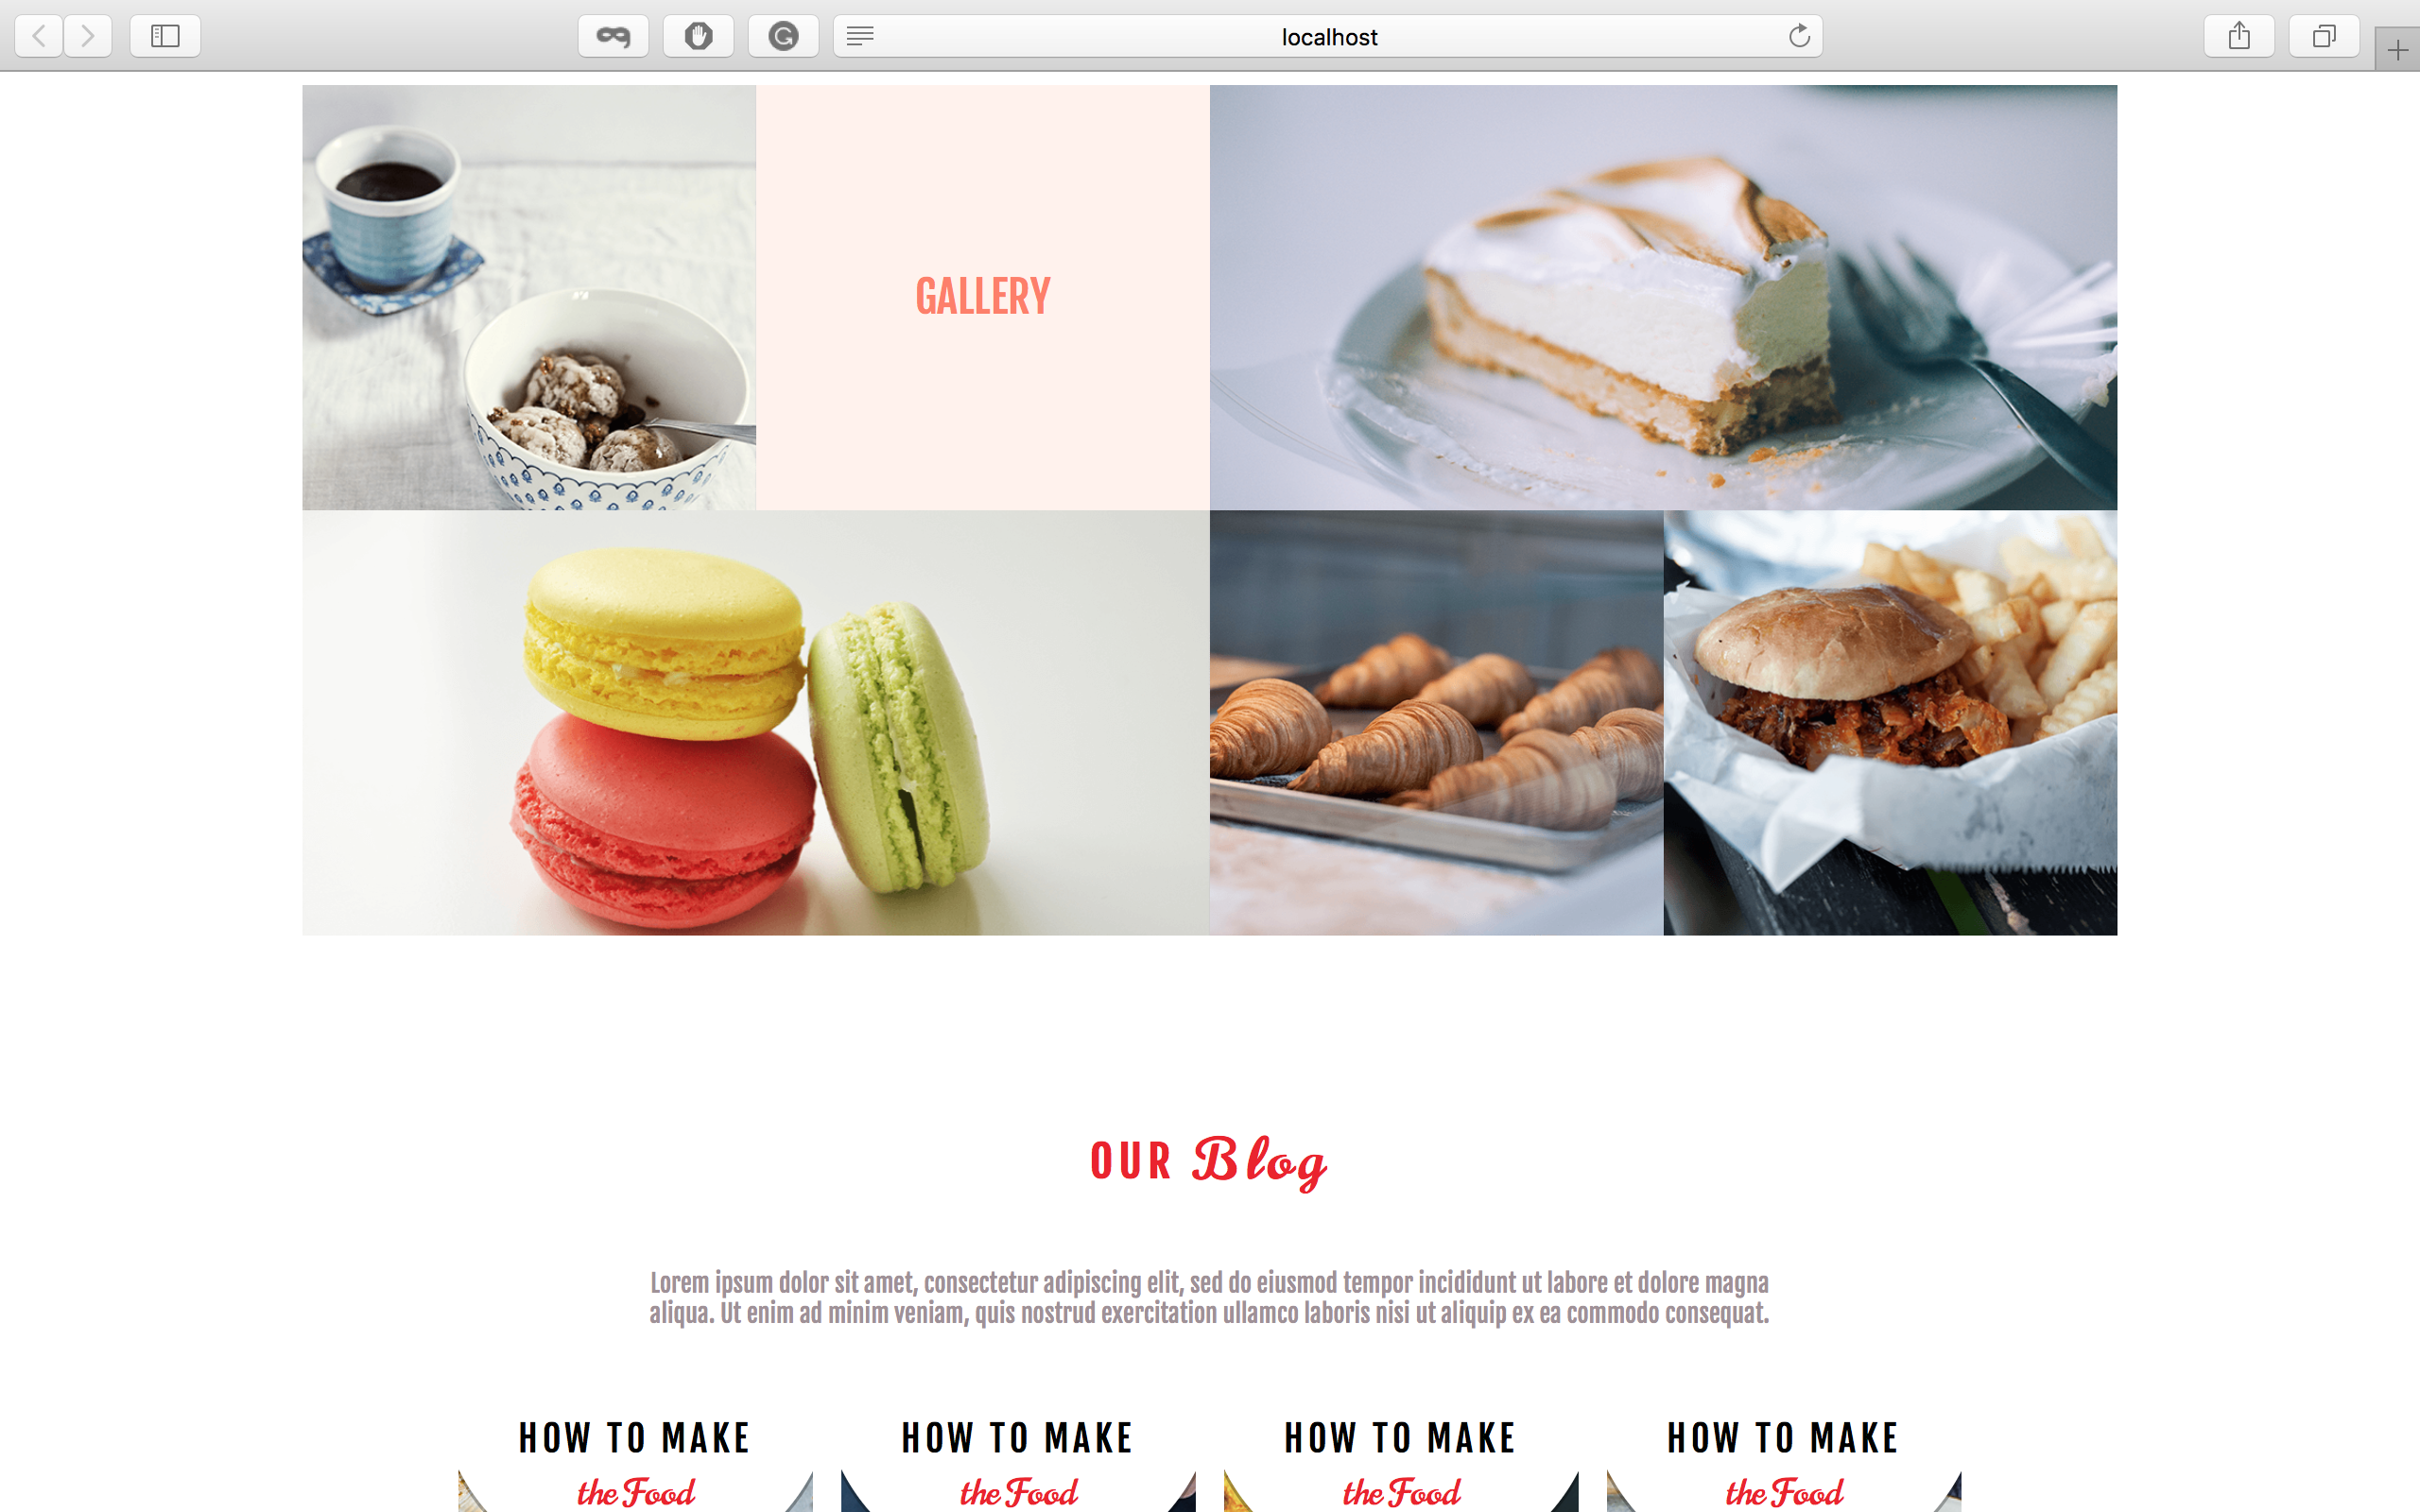 localhost
GALLERY
OUR Blog
Lorem ipsum dolor sit amet, consectetur adipiscing elit, sed do eiusmod tempor incididunt ut labore et dolore magna
aliqua. Ut enim ad minim veniam, quis nostrud exercitation ullamco laboris nisi ut aliquip ex ea commodo consequat.
HOW TO MAKE
the Food
HOW TO MAKE
the Food
HOW TO MAKE
the Food
HOW TO MAKE
the Food